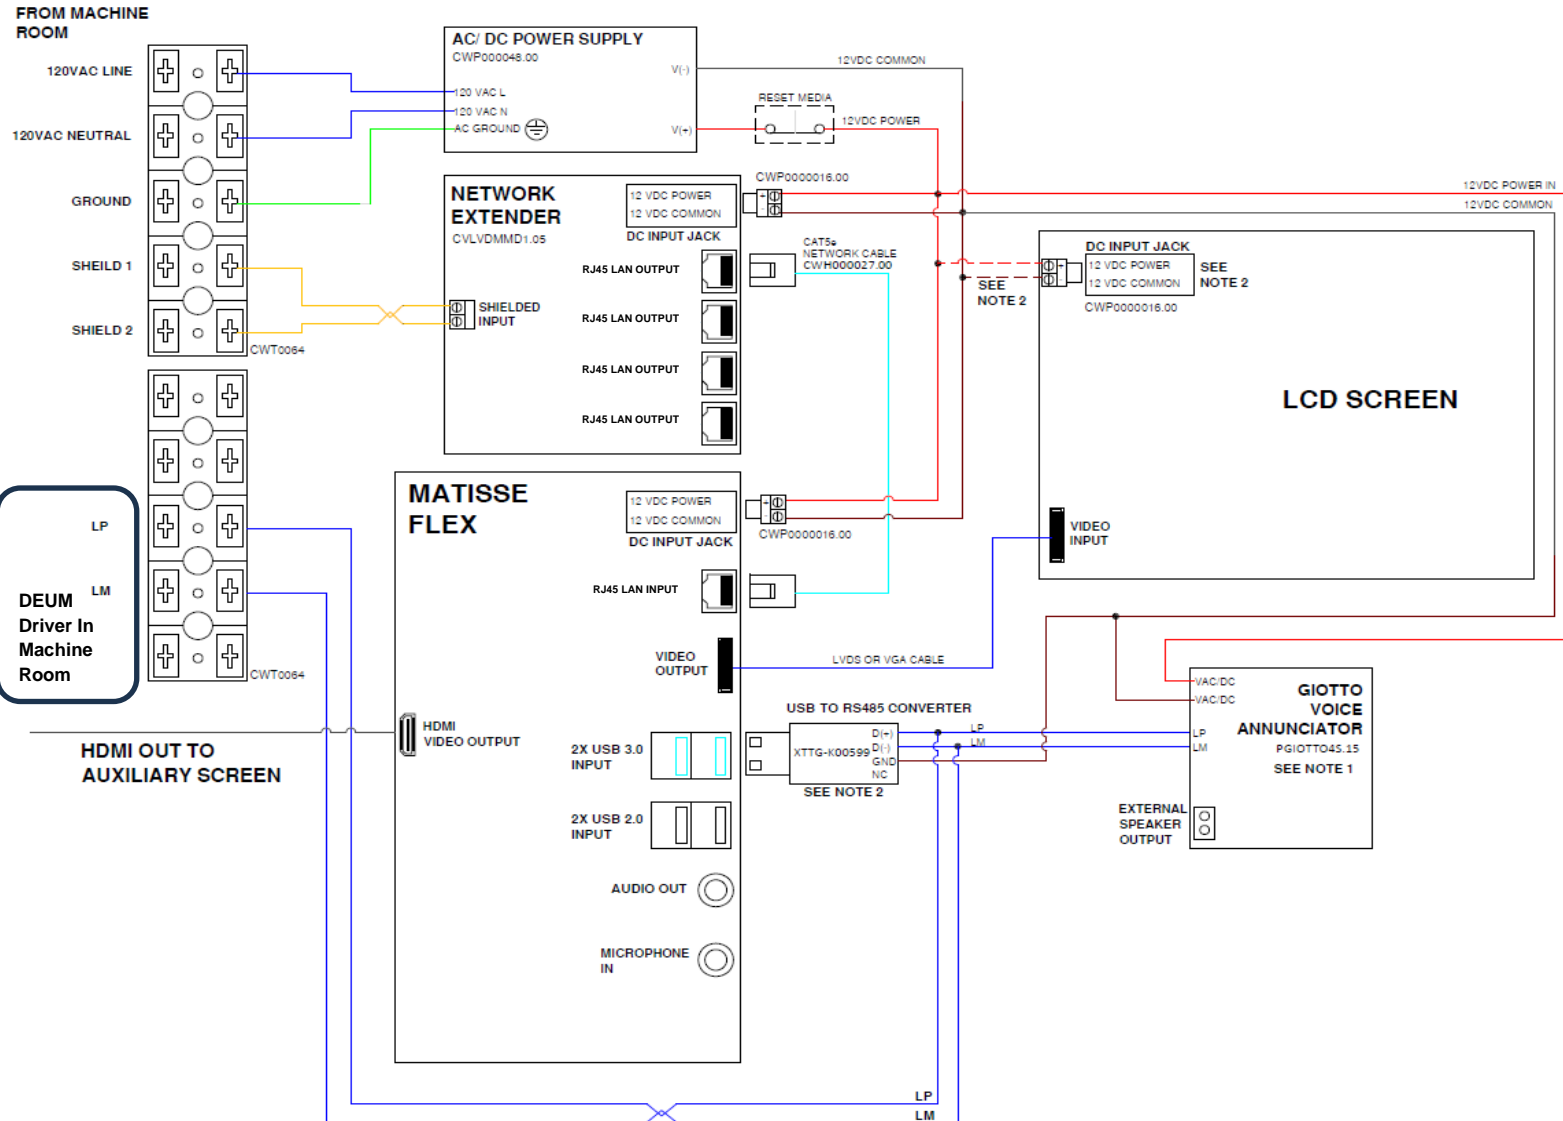 FROM MACHINE
ROOM
120VAC LINE
120VAC NEUTRAL
GROUND
SHEILD 1
SHIELD 2
CWT0064
AC/ DC POWER SUPPLY
CWP000048.00
V(-)
120 VAC L
120 VAC N
AC GROUND
V(+)
12VDC COMMON
RESET MEDIA
12VDC POWER
NETWORK
EXTENDER
CVLVDMMD1.05
12 VDC POWER
12 VDC COMMON
DC INPUT JACK
CWP0000016.00
+
-
RJ45 LAN OUTPUT
RJ45 LAN OUTPUT
RJ45 LAN OUTPUT
RJ45 LAN OUTPUT
SHIELDED
INPUT
CAT5e
NETWORK CABLE
CWH000027.00
12VDC POWER IN
12VDC COMMON
DC INPUT JACK
12 VDC POWER
12 VDC COMMON
CWP0000016.00
+
-
SEE
NOTE 2
SEE
NOTE 2
LCD SCREEN
VIDEO
INPUT
LP
LM
DEUM
Driver In
Machine
Room
CWT0064
MATISSE
FLEX
12 VDC POWER
12 VDC COMMON
DC INPUT JACK
+
-
CWP0000016.00
RJ45 LAN INPUT
VIDEO
OUTPUT
LVDS OR VGA CABLE
HDMI
VIDEO OUTPUT
HDMI OUT TO
AUXILIARY SCREEN
2X USB 3.0
INPUT
2X USB 2.0
INPUT
AUDIO OUT
MICROPHONE
IN
USB TO RS485 CONVERTER
XTTG-K00599
D(+)
D(-)
GND
NC
SEE NOTE 2
LP
LM
VAC/DC
VAC/DC
LP
LM
GIOTTO
VOICE
ANNUNCIATOR
PGIOTTO4S.15
SEE NOTE 1
EXTERNAL
SPEAKER
OUTPUT
LP
LM